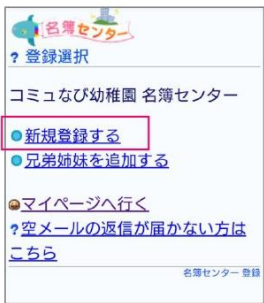 名簿センター
? 登録選択
コミュなび幼稚園 名簿センター
新規登録する
兄弟姉妹を追加する
マイページへ行く
?空メールの返信が届かない方は
こちら
名簿センター 登録